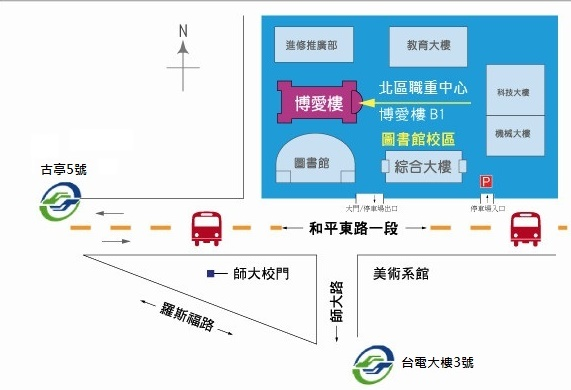 N
進修推廣部
教育大樓
北區職重中心
博愛樓
博愛樓 B1
科技大樓
圖書館校區
機械大樓
圖書館
綜合大樓
古亭5號
P
大門/停車場出口
停車場入口
和平東路一段
師大校門
師大路
美術系館
羅斯福路
台電大樓3號